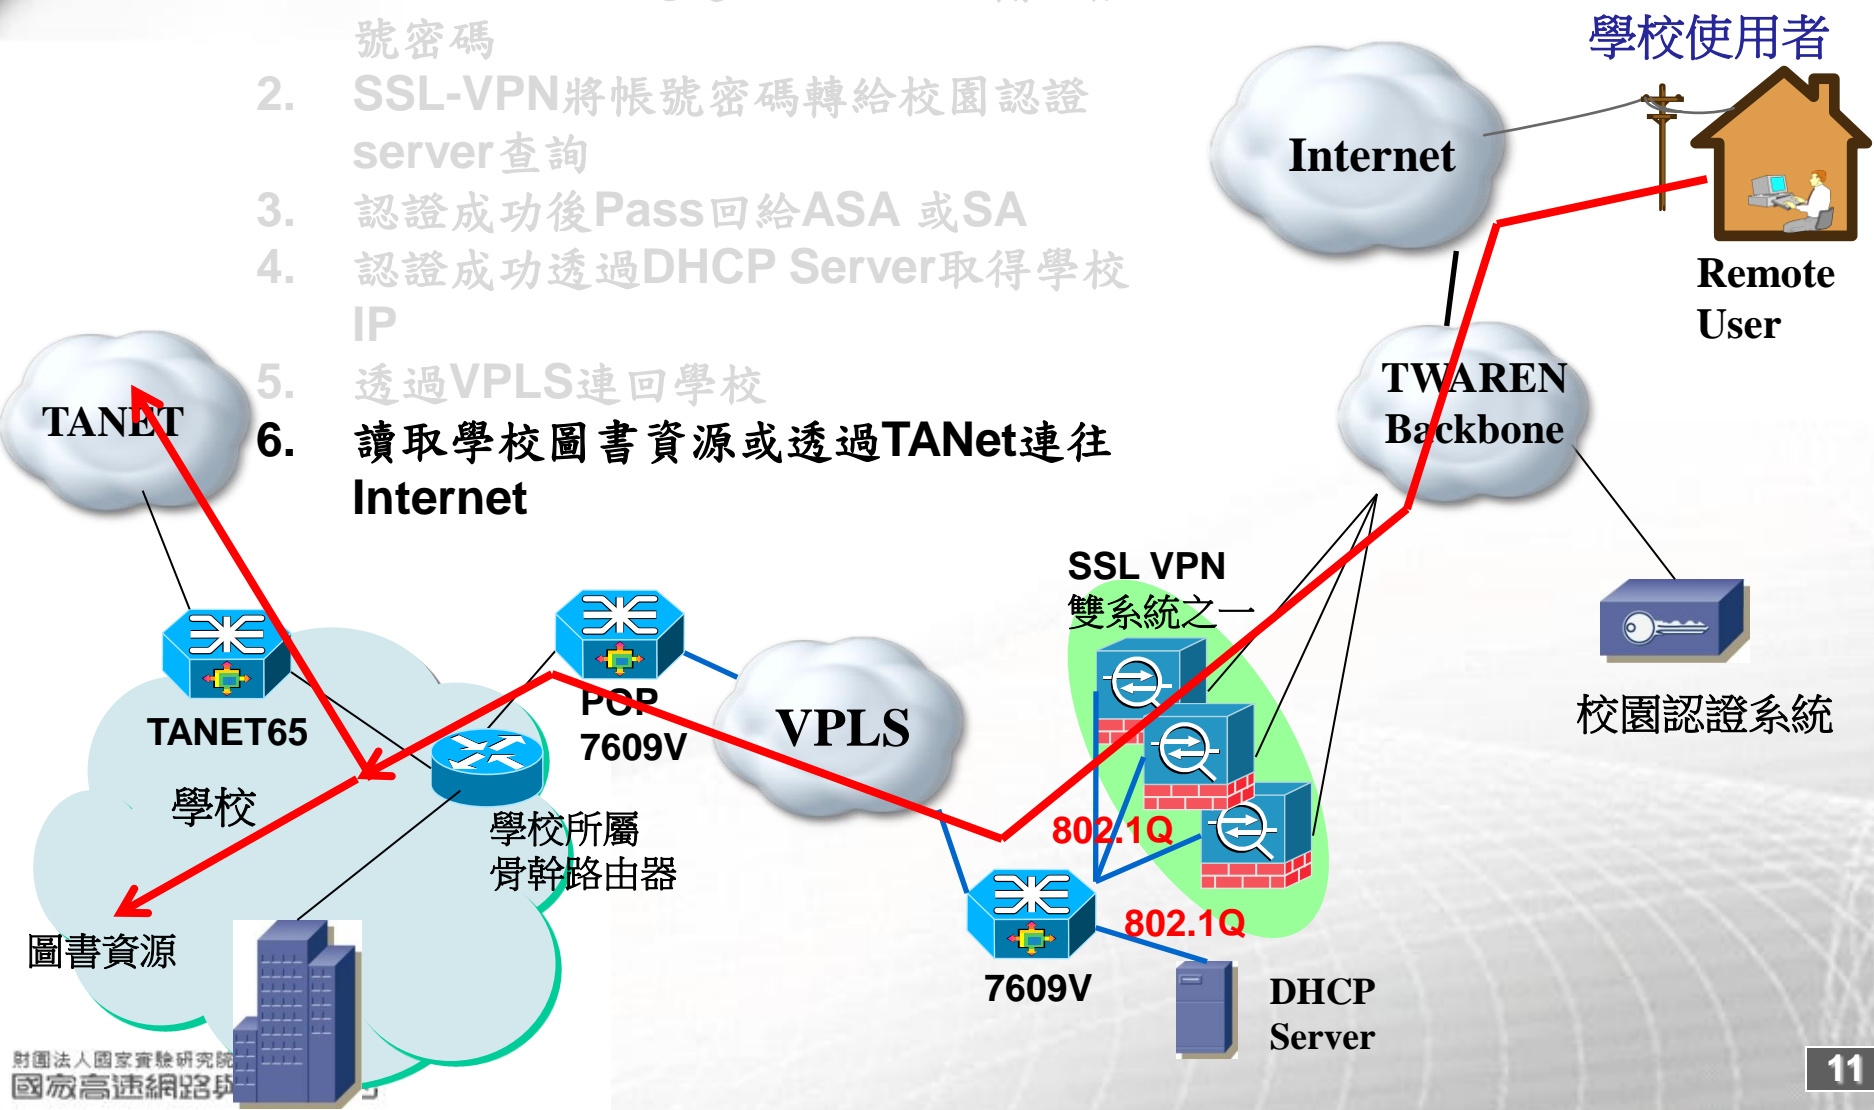 號密碼
2. SSL-VPN將帳號密碼轉給校園認證
server查詢
3. 認證成功後Pass回給ASA 或SA
4. 認證成功透過DHCP Server取得學校
IP
5. 透過VPLS連回學校
6. 讀取學校圖書資源或透過TANet連往
Internet
學校使用者
Internet
Remote
User
TWAREN
Backbone
TANET
SSL VPN
雙系統之一
校園認證系統
POP
7609V
VPLS
TANET65
學校
學校所屬
骨幹路由器
802.1Q
802.1Q
圖書資源
7609V
DHCP
Server
財團法人國家實驗研究院
國家高速網路與
11